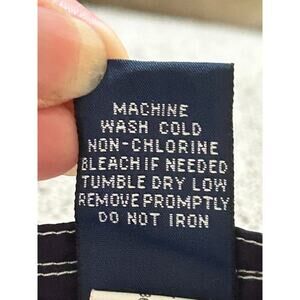 MACHINE
WASH COLD
NON-CHLORINE
BLEACH IF NEEDED
TUMBLE DRY LOW
REMOVE PROMPTLY
DO NOT IRON